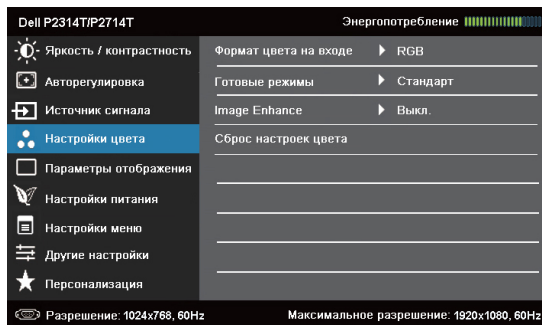 Dell P2314T/P2714T Энергопотребление
Яркость / контрастность Формат цвета на входе RGB
Авторегулировка Готовые режимы Стандарт
Источник сигнала Image Enhance Выкл.
Настройки цвета Сброс настроек цвета
Параметры отображения
Настройки питания
Настройки меню
Другие настройки
Персонализация
Разрешение: 1024x768, 60Hz Максимальное разрешение: 1920x1080, 60Hz